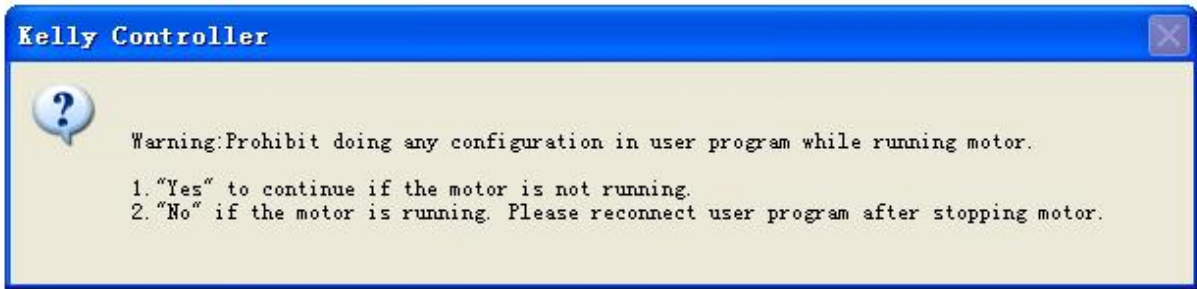 Kelly Controller
Warning:Prohibit doing any configuration in user program while running motor.
1."Yes" to continue if the motor is not running.
2."No" if the motor is running. Please reconnect user program after stopping motor.